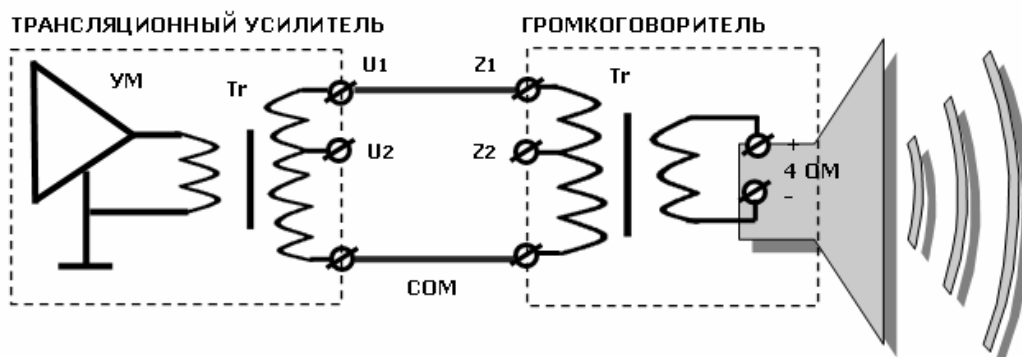 ТРАНСЛЯЦИОННЫЙ УСИЛИТЕЛЬ
ГРОМКОГОВОРИТЕЛЬ
УМ
Tr
U1
Z1
Tr
U2
Z2
+
4 ОМ
-
COM